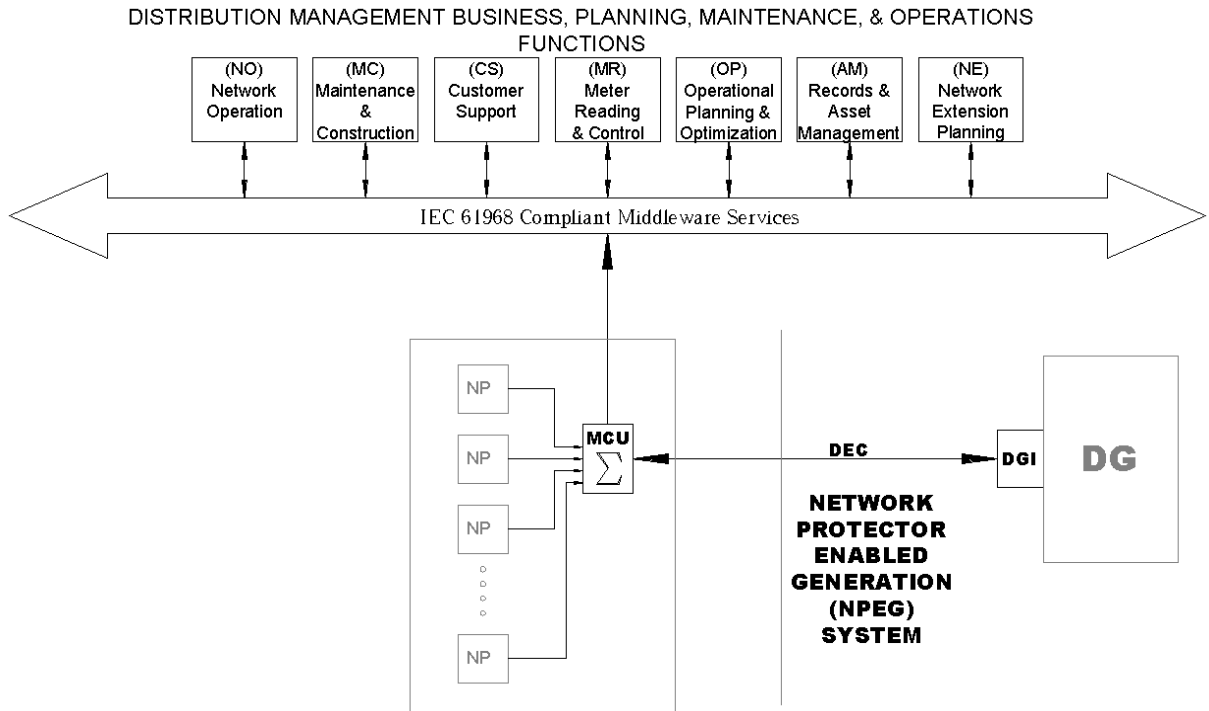 DISTRIBUTION MANAGEMENT BUSINESS, PLANNING, MAINTENANCE, & OPERATIONS
FUNCTIONS
(NO)
Network
Operation
(MC)
Maintenance
&
Construction
(CS)
Customer
Support
(MR)
Meter
Reading
& Control
(OP)
Operational
Planning &
Optimization
(AM)
Records &
Asset
Management
(NE)
Network
Extension
Planning
IEC 61968 Compliant Middleware Services
NP
NP
NP
NP
MCU
Σ
DEC
DGI
DG
NETWORK
PROTECTOR
ENABLED
GENERATION
(NPEG)
SYSTEM